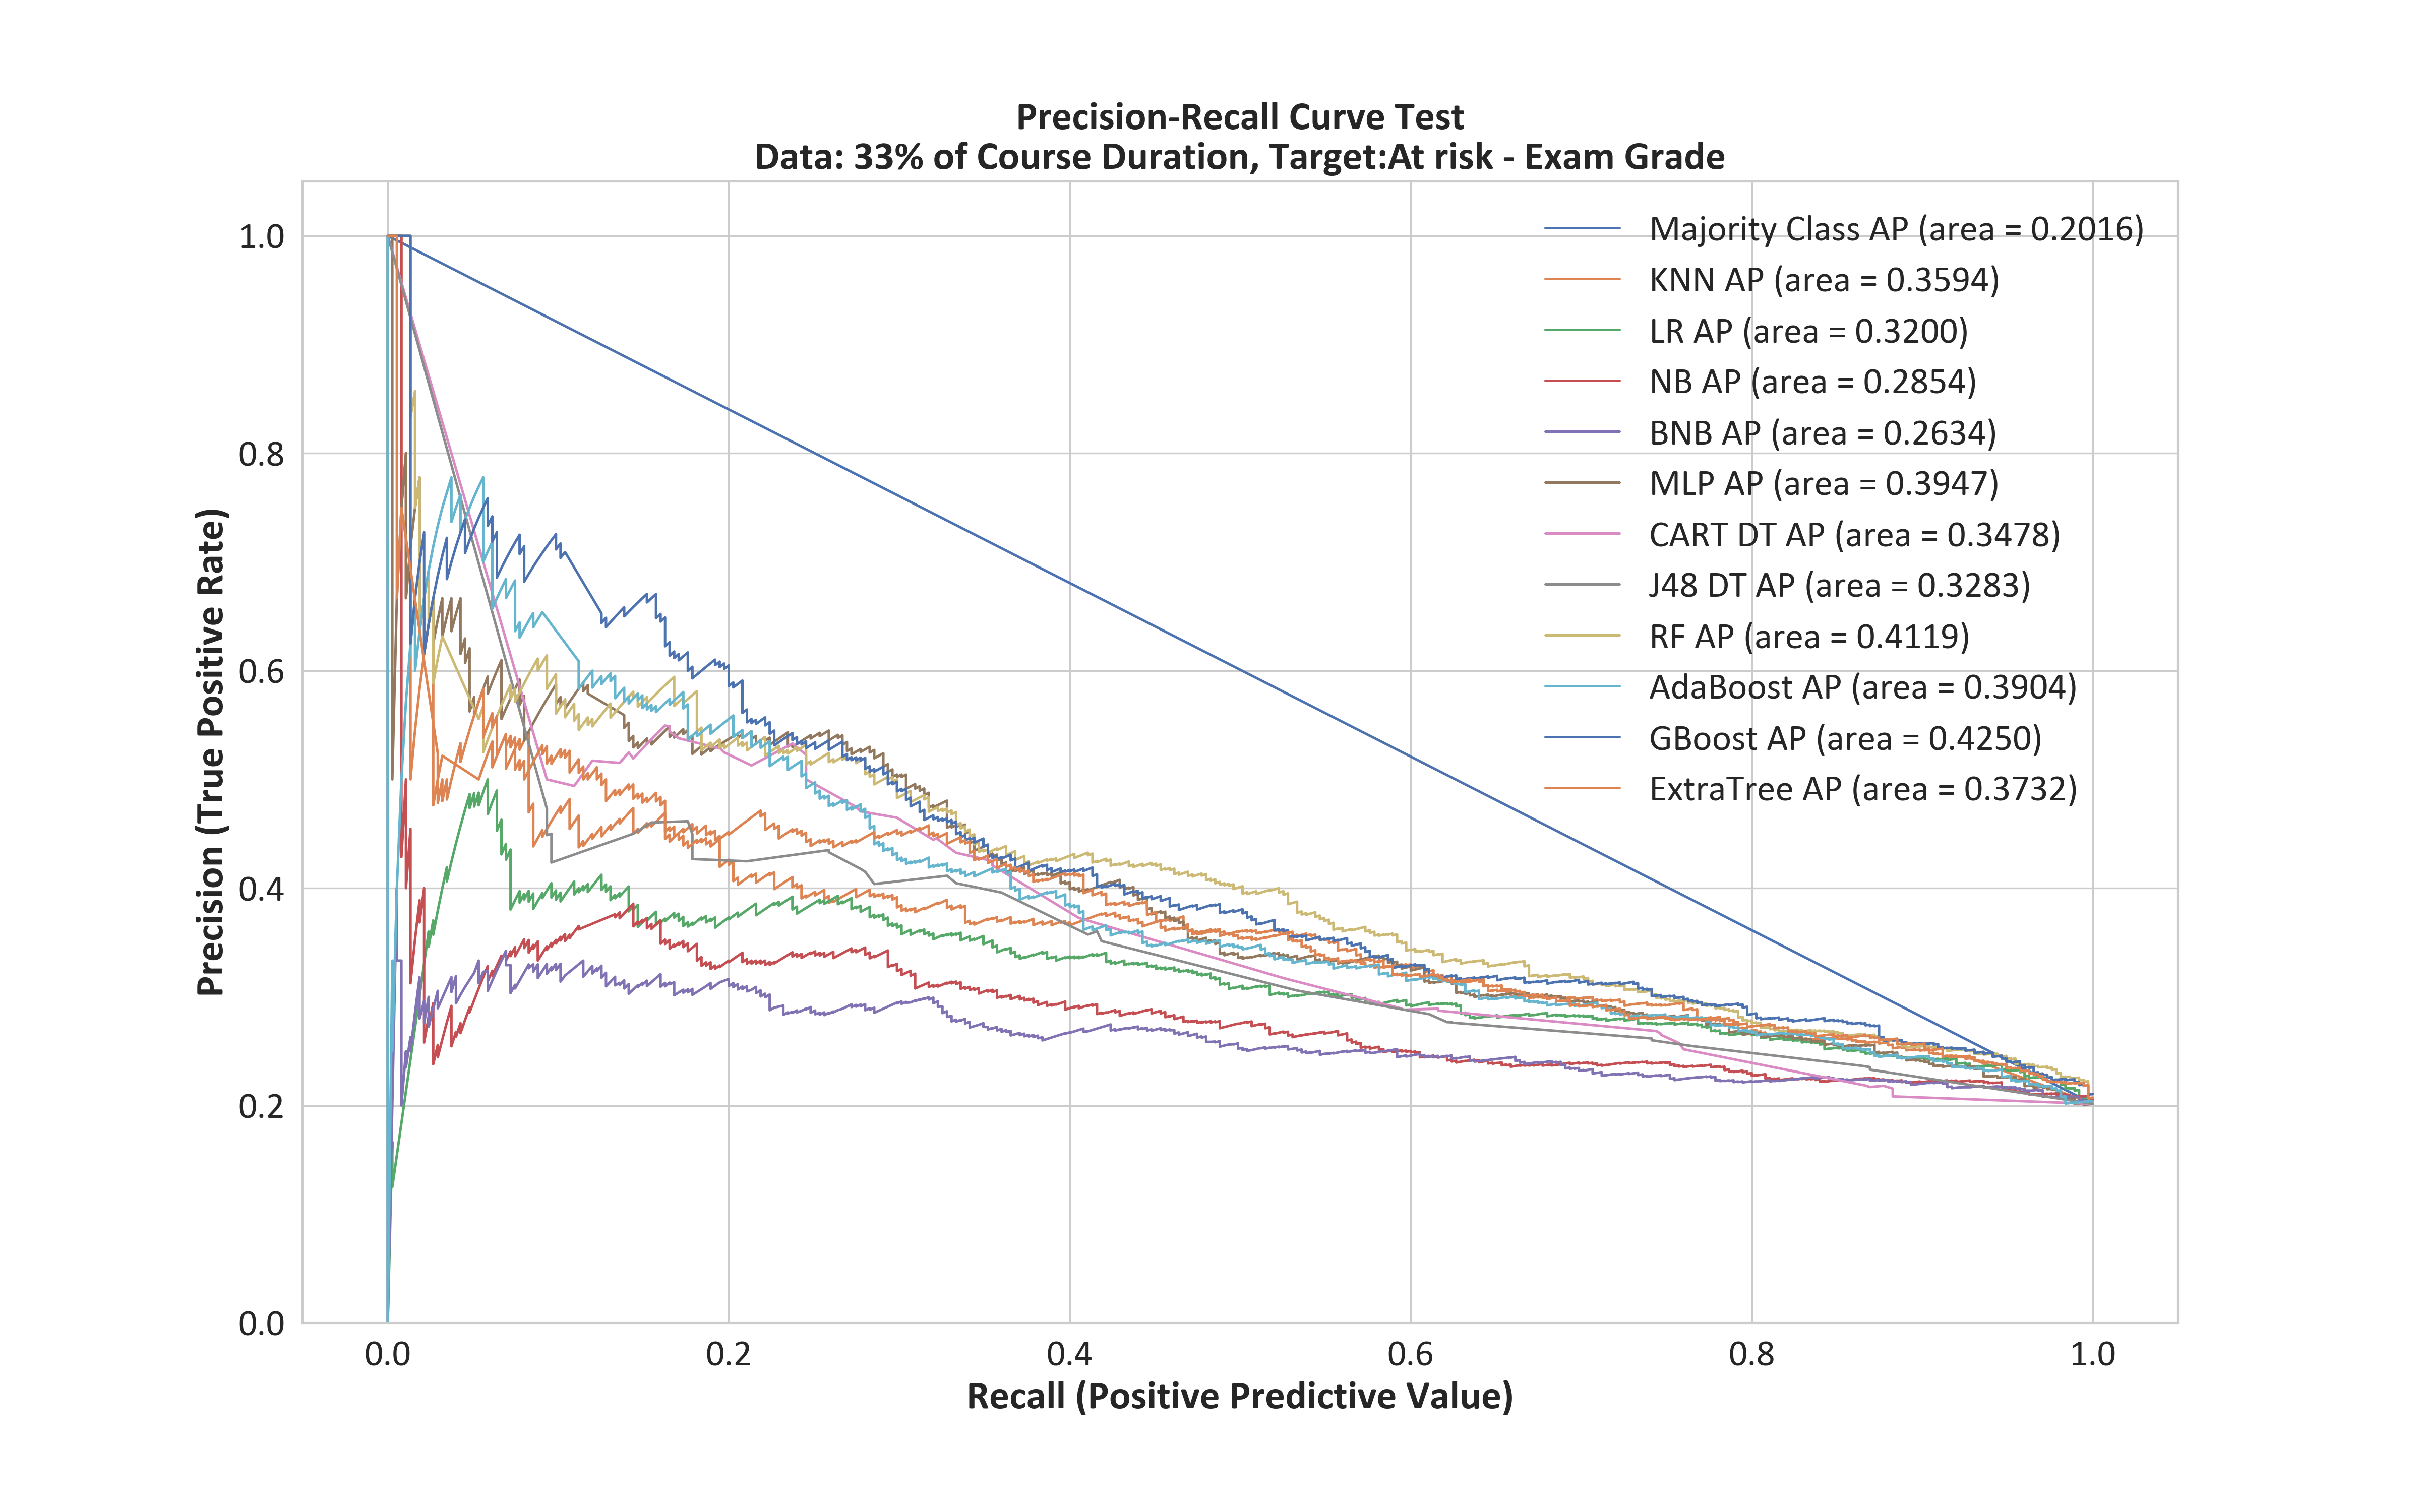 Precision-Recall Curve Test
Data: 33% of Course Duration, Target:At risk - Exam Grade
Majority Class AP (area = 0.2016)
KNN AP (area = 0.3594)
LR AP (area = 0.3200)
NB AP (area = 0.2854)
BNB AP (area = 0.2634)
MLP AP (area = 0.3947)
CART DT AP (area = 0.3478)
J48 DT AP (area = 0.3283)
RF AP (area = 0.4119)
AdaBoost AP (area = 0.3904)
GBoost AP (area = 0.4250)
ExtraTree AP (area = 0.3732)
Precision (True Positive Rate)
1.0
0.8
0.6
0.4
0.2
0.0
0.0 0.2 0.4 0.6 0.8 1.0
Recall (Positive Predictive Value)